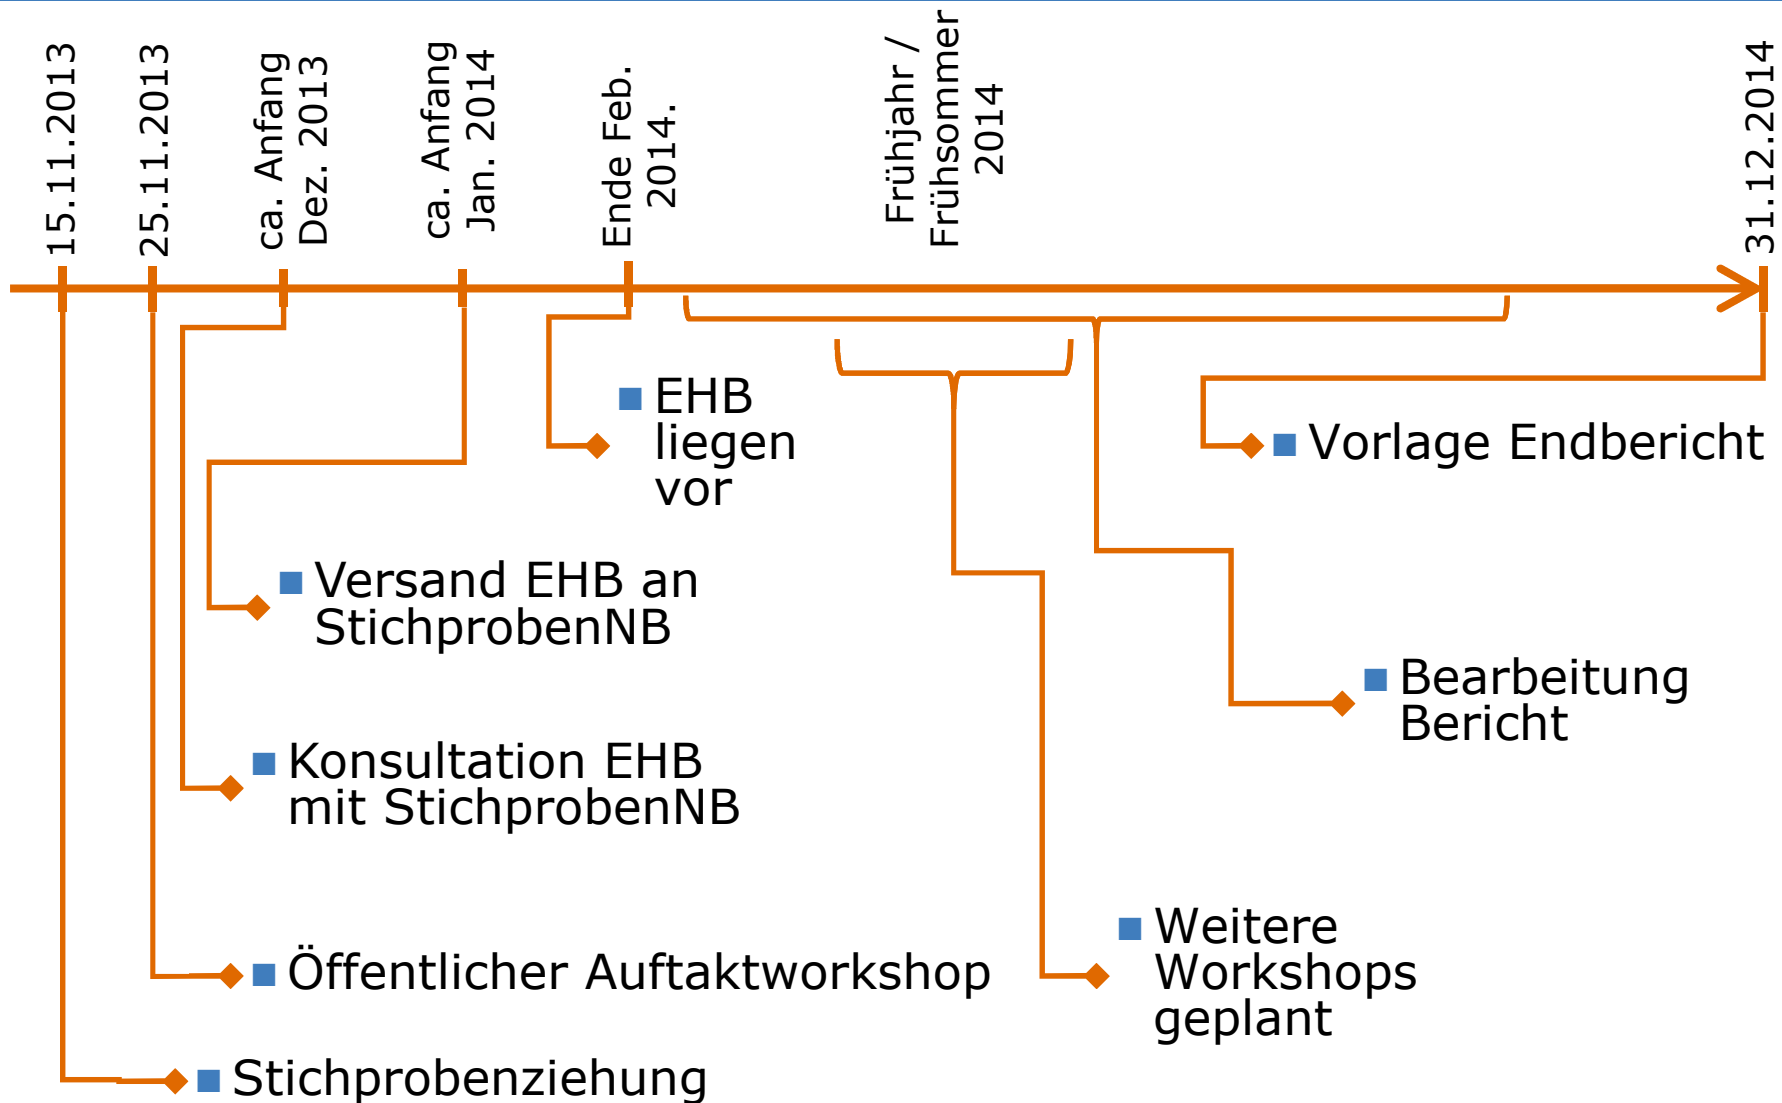 15.11.2013
25.11.2013
ca. Anfang
Dez. 2013
ca. Anfang
Jan. 2014
Ende Feb.
2014.
Frühjahr /
Frühsommer
2014
31.12.2014
EHB
liegen
vor
Vorlage Endbericht
Versand EHB an
StichprobenNB
Bearbeitung
Bericht
Konsultation EHB
mit StichprobenNB
Weitere
Workshops
geplant
Öffentlicher Auftaktworkshop
Stichprobenziehung